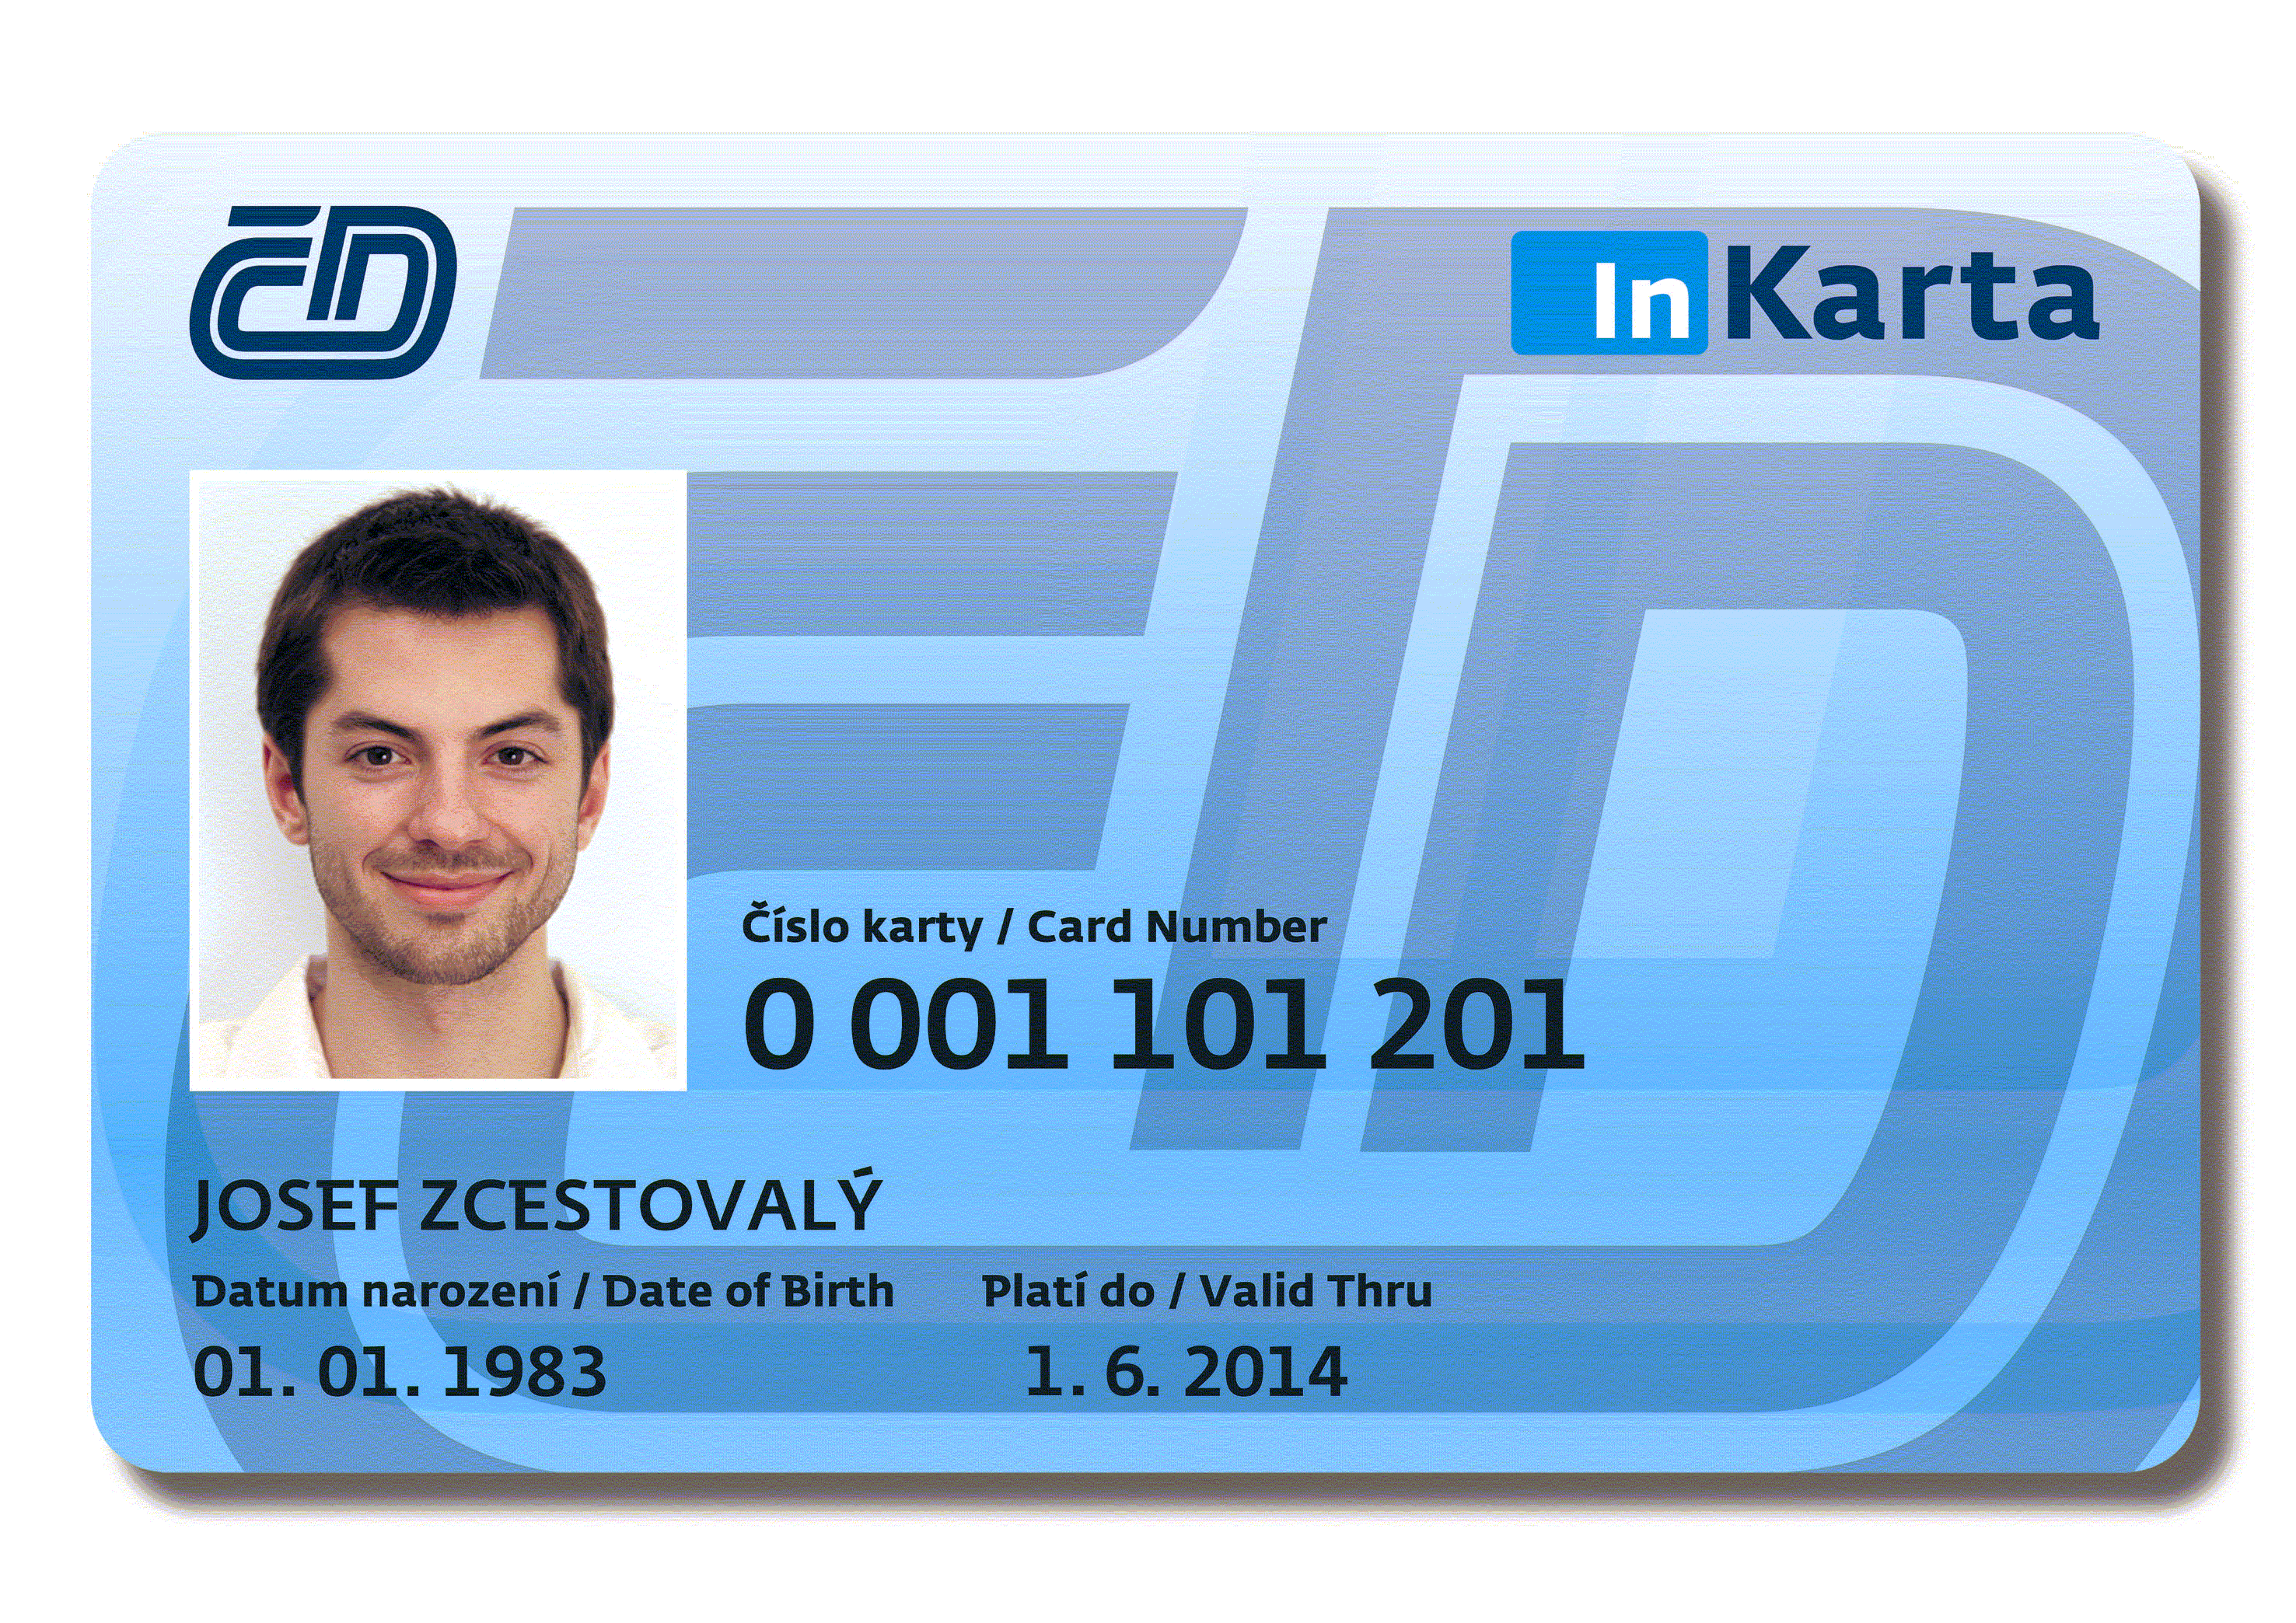 ČD
InKarta
Číslo karty / Card Number
0 001 101 201
JOSEF ZCESTOVALÝ
Datum narození / Date of Birth
Platí do / Valid Thru
01. 01. 1983
1. 6. 2014